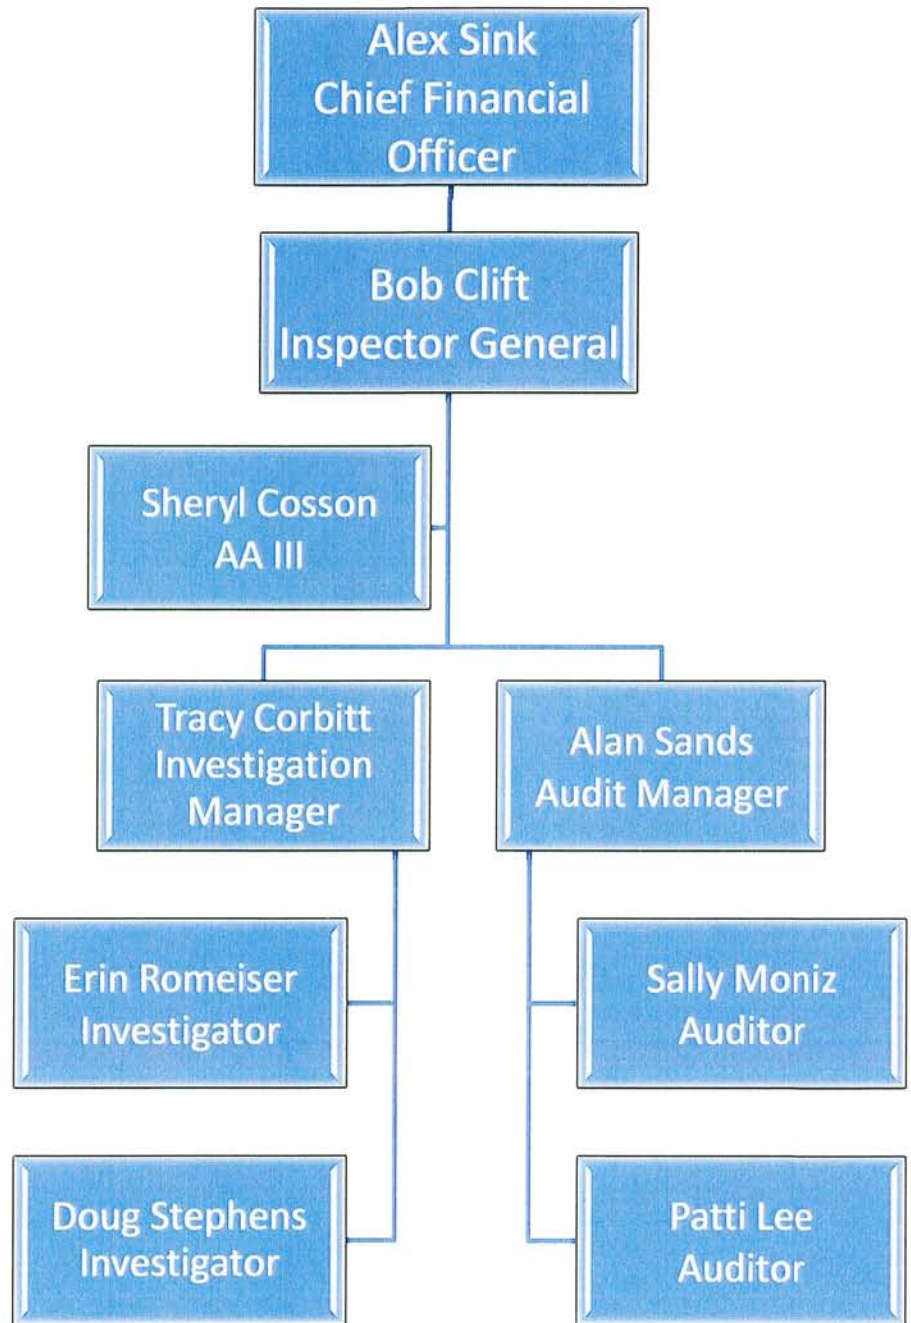 Alex Sink
Chief Financial
Officer
Bob Clift
Inspector General
Sheryl Cosson
AA III
Tracy Corbitt
Investigation
Manager
Alan Sands
Audit Manager
Erin Romeiser
Investigator
Sally Moniz
Auditor
Doug Stephens
Investigator
Patti Lee
Auditor